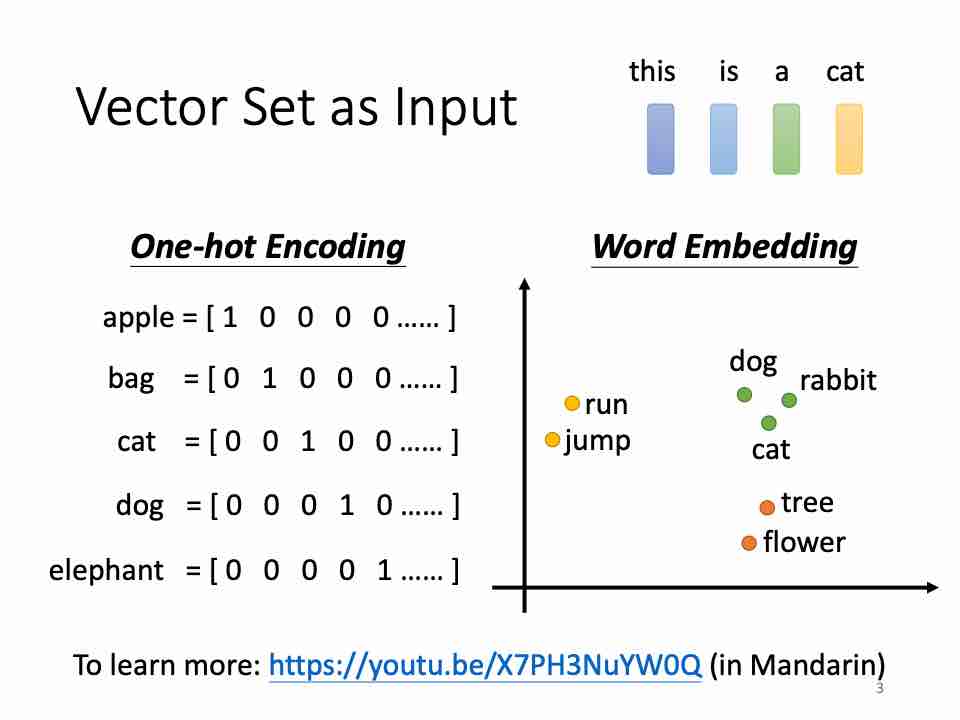 this is a cat
Vector Set as Input
One-hot Encoding
apple = [ 1 0 0 0 0 …… ]
bag = [ 0 1 0 0 0 …… ]
cat = [ 0 0 1 0 0 …… ]
dog = [ 0 0 0 1 0 …… ]
elephant = [ 0 0 0 0 1 …… ]
Word Embedding
dog
rabbit
run
jump
cat
tree
flower
To learn more: https://youtu.be/X7PH3NuYW0Q (in Mandarin)
3